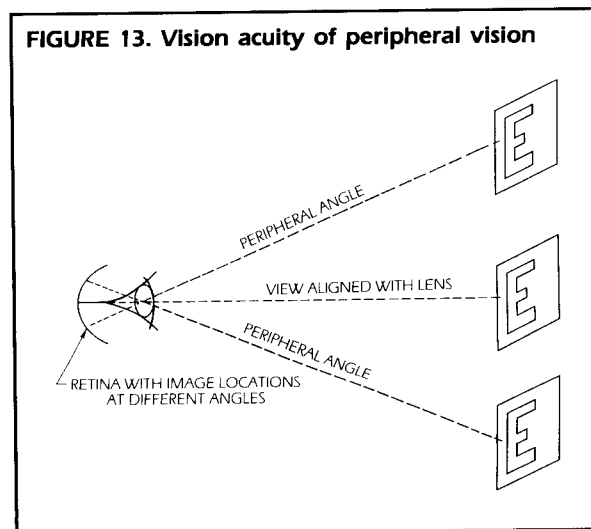 FIGURE 13. Vision acuity of peripheral vision
E
PERIPHERAL ANGLE
VIEW ALIGNED WITH LENS
E
PERIPHERAL ANGLE
RETINA WITH IMAGE LOCATIONS
AT DIFFERENT ANGLES
E